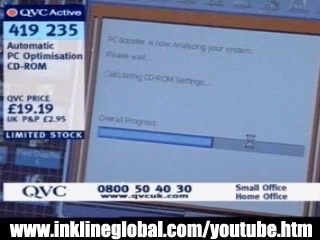 QVC Active
419 235
Automatic
PC Optimisation
CD-ROM
QVC PRICE
£19.19
UK P&P £2.95
LIMITED STOCK
PC Booster is now Analyzing your system.
Please wait...
Calculating CD-ROM Settings...
Overall Progress:
QVC
0800 50 40 30
www.qvcuk.com
Small Office
Home Office
www.inklineglobal.com/youtube.htm